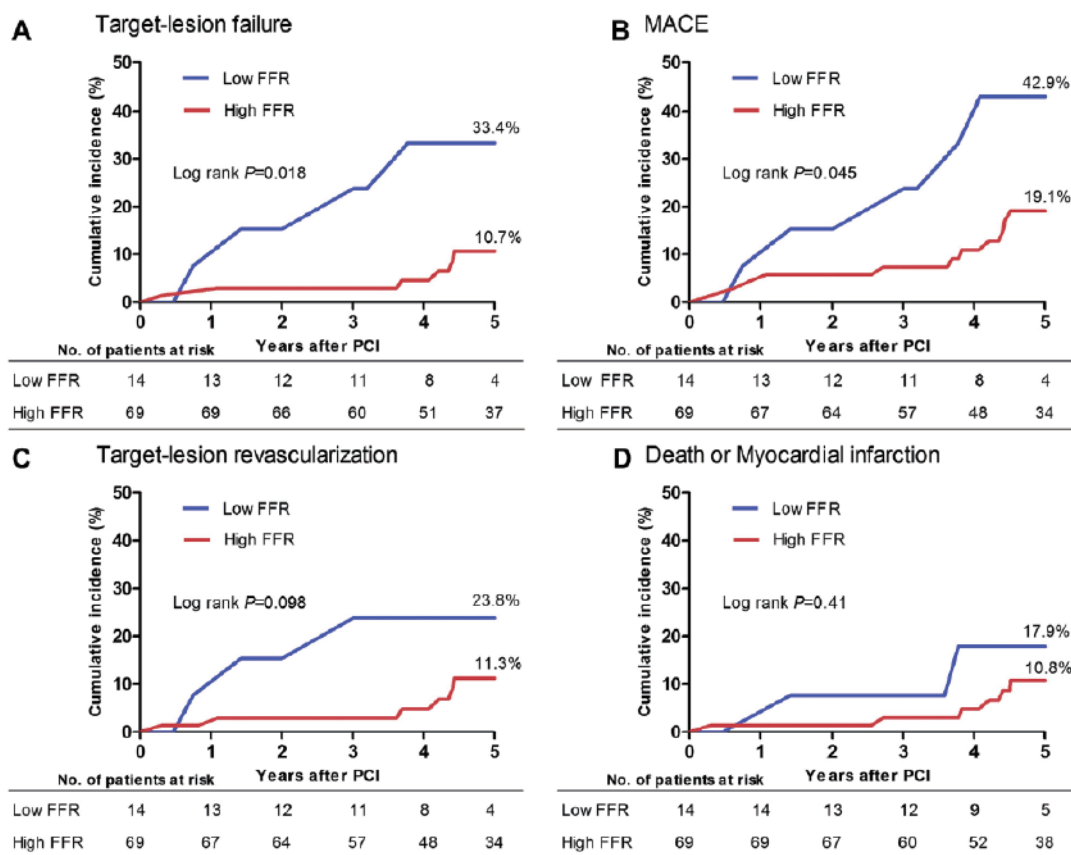 A Target-lesion failure
Cumulative incidence (%)
50
40
30
20
10
0
Low FFR
High FFR
Log rank P=0.018
33.4%
10.7%
0 1 2 3 4 5
No. of patients at risk Years after PCI
Low FFR 14 13 12 11 8 4
High FFR 69 69 66 60 51 37
B MACE
Cumulative incidence (%)
50
40
30
20
10
0
Low FFR
High FFR
Log rank P=0.045
42.9%
19.1%
0 1 2 3 4 5
No. of patients at risk Years after PCI
Low FFR 14 13 12 11 8 4
High FFR 69 67 64 57 48 34
C Target-lesion revascularization
Cumulative incidence (%)
50
40
30
20
10
0
Low FFR
High FFR
Log rank P=0.098
23.8%
11.3%
0 1 2 3 4 5
No. of patients at risk Years after PCI
Low FFR 14 13 12 11 8 4
High FFR 69 67 64 57 48 34
D Death or Myocardial infarction
Cumulative incidence (%)
50
40
30
20
10
0
Low FFR
High FFR
Log rank P=0.41
17.9%
10.8%
0 1 2 3 4 5
No. of patients at risk Years after PCI
Low FFR 14 14 13 12 9 5
High FFR 69 69 67 60 52 38